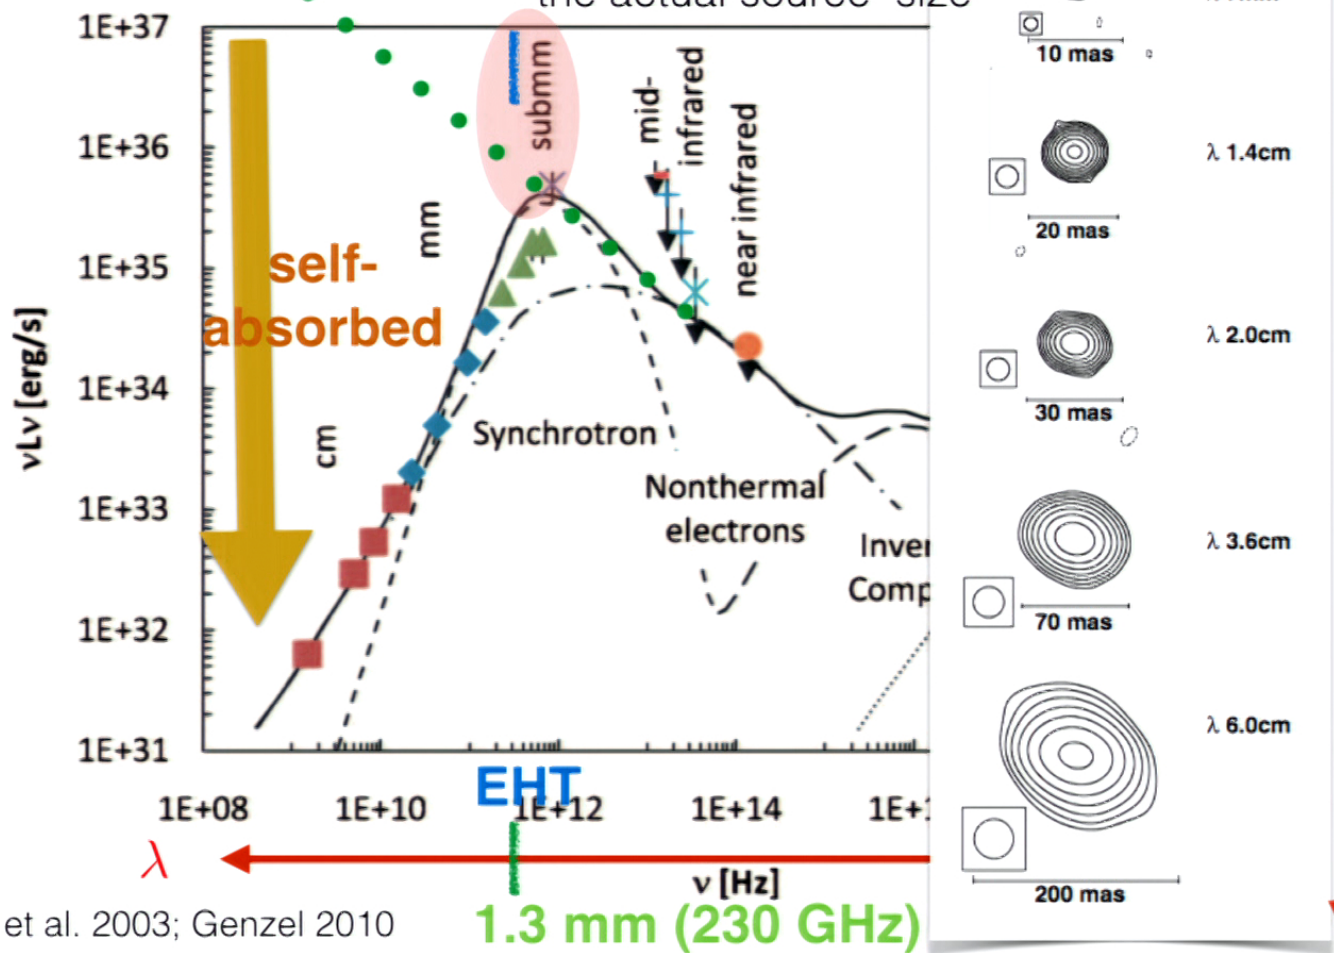 the actual source size
1E+37
1E+36
1E+35
1E+34
1E+33
1E+32
1E+31
νLν [erg/s]
self-
absorbed
cm
mm
submm
mid-
infrared
near infrared
Synchrotron
Nonthermal
electrons
Inver
Comp
EHT
1E+08
1E+10
1E+12
1E+14
1E+1
λ
ν [Hz]
et al. 2003; Genzel 2010
1.3 mm (230 GHz)
10 mas
λ 1.4cm
20 mas
λ 2.0cm
30 mas
λ 3.6cm
70 mas
λ 6.0cm
200 mas